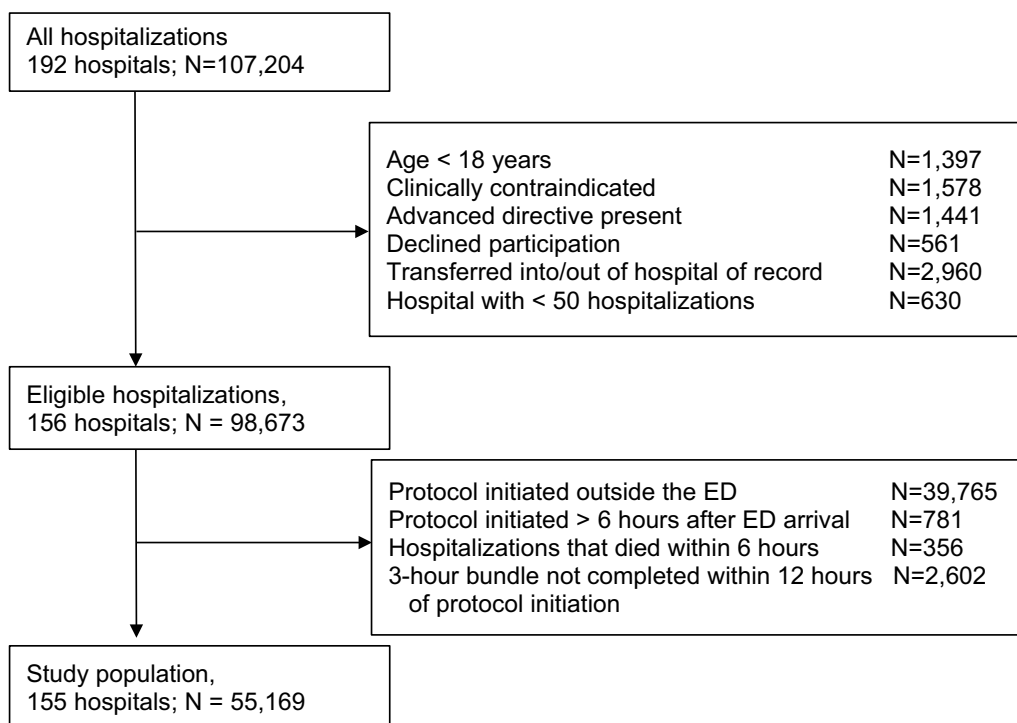 All hospitalizations
192 hospitals; N=107,204
Age < 18 years N=1,397
Clinically contraindicated N=1,578
Advanced directive present N=1,441
Declined participation N=561
Transferred into/out of hospital of record N=2,960
Hospital with < 50 hospitalizations N=630
Eligible hospitalizations,
156 hospitals; N = 98,673
Protocol initiated outside the ED N=39,765
Protocol initiated > 6 hours after ED arrival N=781
Hospitalizations that died within 6 hours N=356
3-hour bundle not completed within 12 hours N=2,602
of protocol initiation
Study population,
155 hospitals; N = 55,169